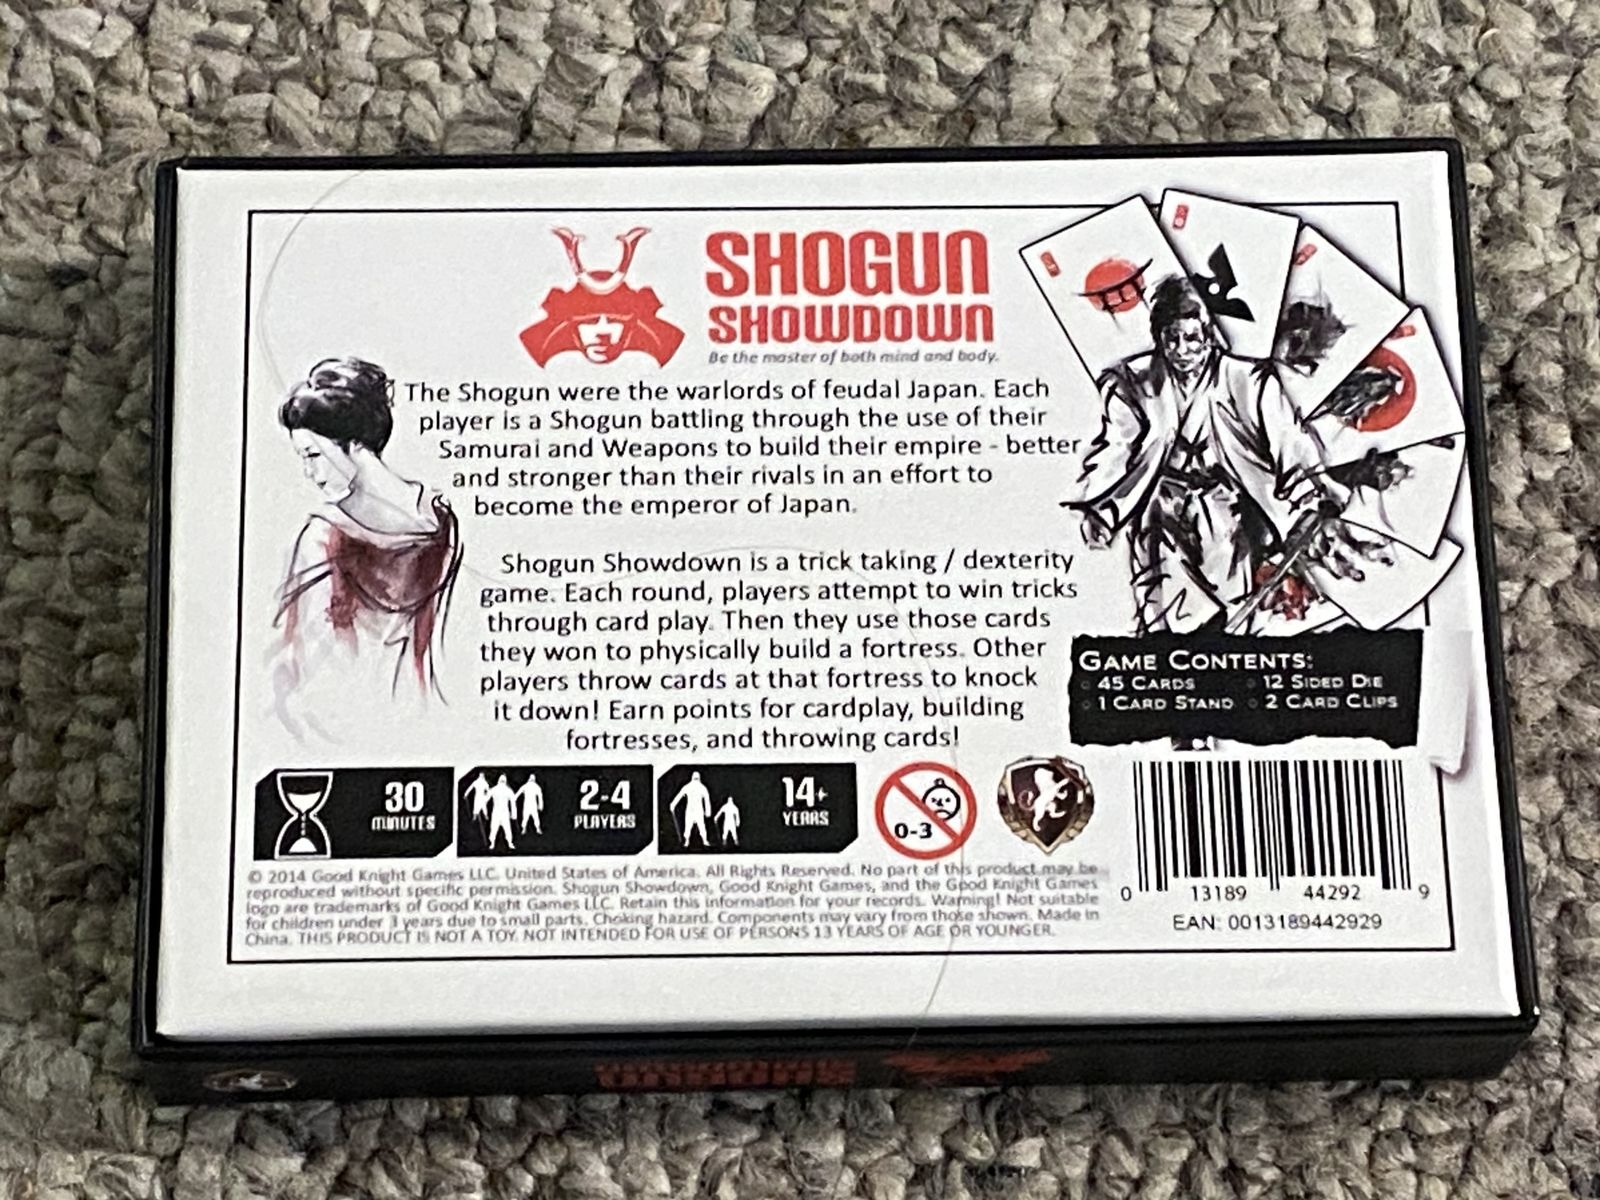 SHOGUN
SHOWDOWN
Be the master of both mind and body.
The Shogun were the warlords of feudal Japan. Each
player is a Shogun battling through the use of their
Samurai and Weapons to build their empire - better
and stronger than their rivals in an effort to
become the emperor of Japan.
Shogun Showdown is a trick taking / dexterity
game. Each round, players attempt to win tricks
through card play. Then they use those cards
they won to physically build a fortress. Other
players throw cards at that fortress to knock
it down! Earn points for cardplay, building
fortresses, and throwing cards!
GAME CONTENTS:
45 CARDS
12 SIDED DIE
1 CARD STAND
2 CARD CLIPS
30
MINUTES
2-4
PLAYERS
14+
YEARS
0-3
© 2014 Good Knight Games LLC, United States of America. All Rights Reserved. No part of this product may be
reproduced without specific permission. Shogun Showdown, Good Knight Games, and the Good Knight Games
logo are trademarks of Good Knight Games LLC. Retain this information for your records. Warning! Not suitable
for children under 3 years due to small parts. Choking hazard. Components may vary from those shown. Made in
China. THIS PRODUCT IS NOT A TOY. NOT INTENDED FOR USE OF PERSONS 13 YEARS OF AGE OR YOUNGER.
0 13189 44292 9
EAN: 0013189442929